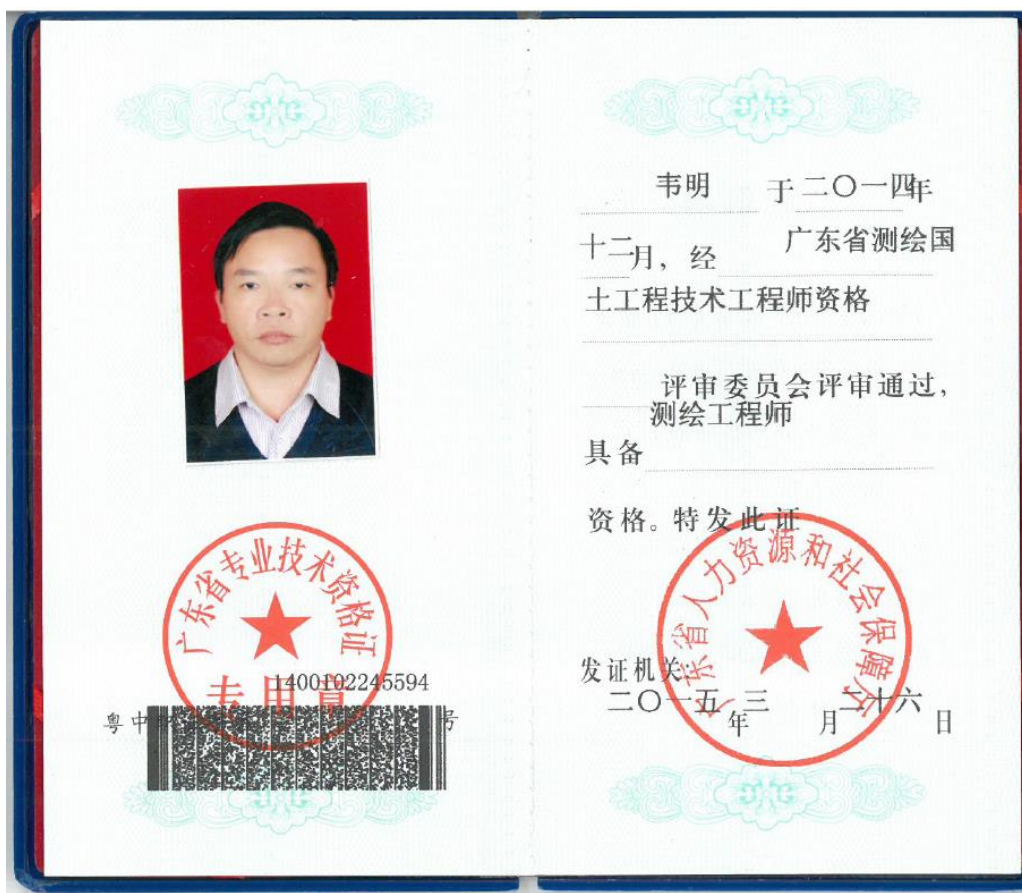 广东省专业技术资格证
专用章
1400102245594
粤中
号
韦明 于二〇一四年
十二月，经 广东省测绘国
土工程技术工程师资格
评审委员会评审通过，
测绘工程师
具备
资格。特发此证
广东省人力资源和社会保障厅
发证机关：
二〇一五年三月二十六日